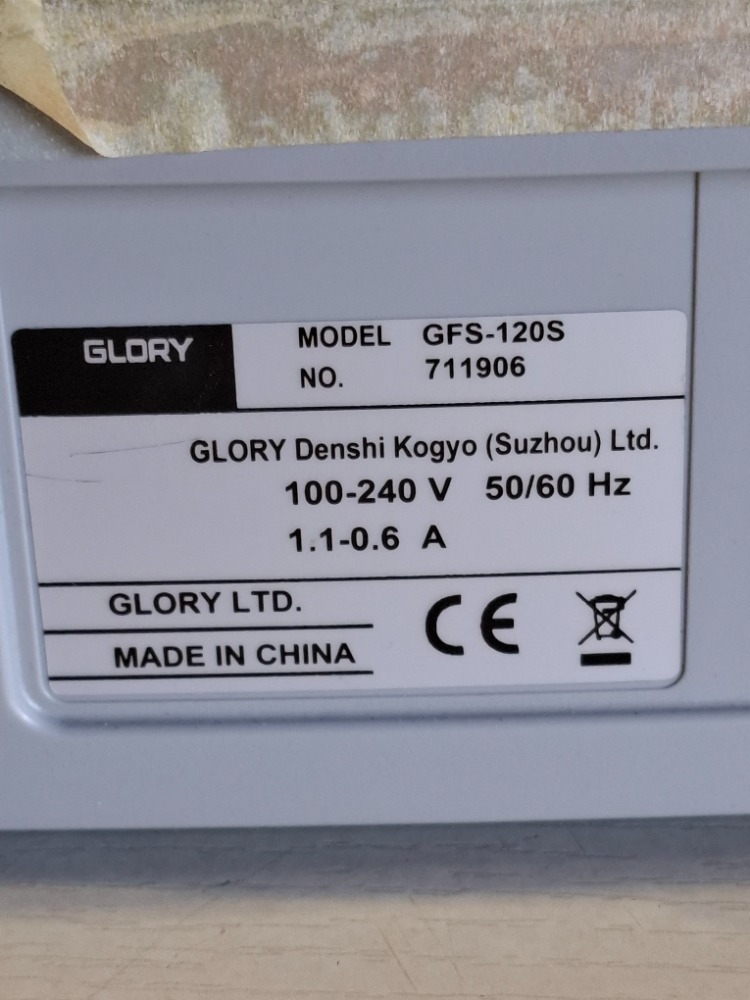 GLORY
MODEL GFS-120S
NO. 711906
GLORY Denshi Kogyo (Suzhou) Ltd.
100-240 V 50/60 Hz
1.1-0.6 A
GLORY LTD.
MADE IN CHINA
CE